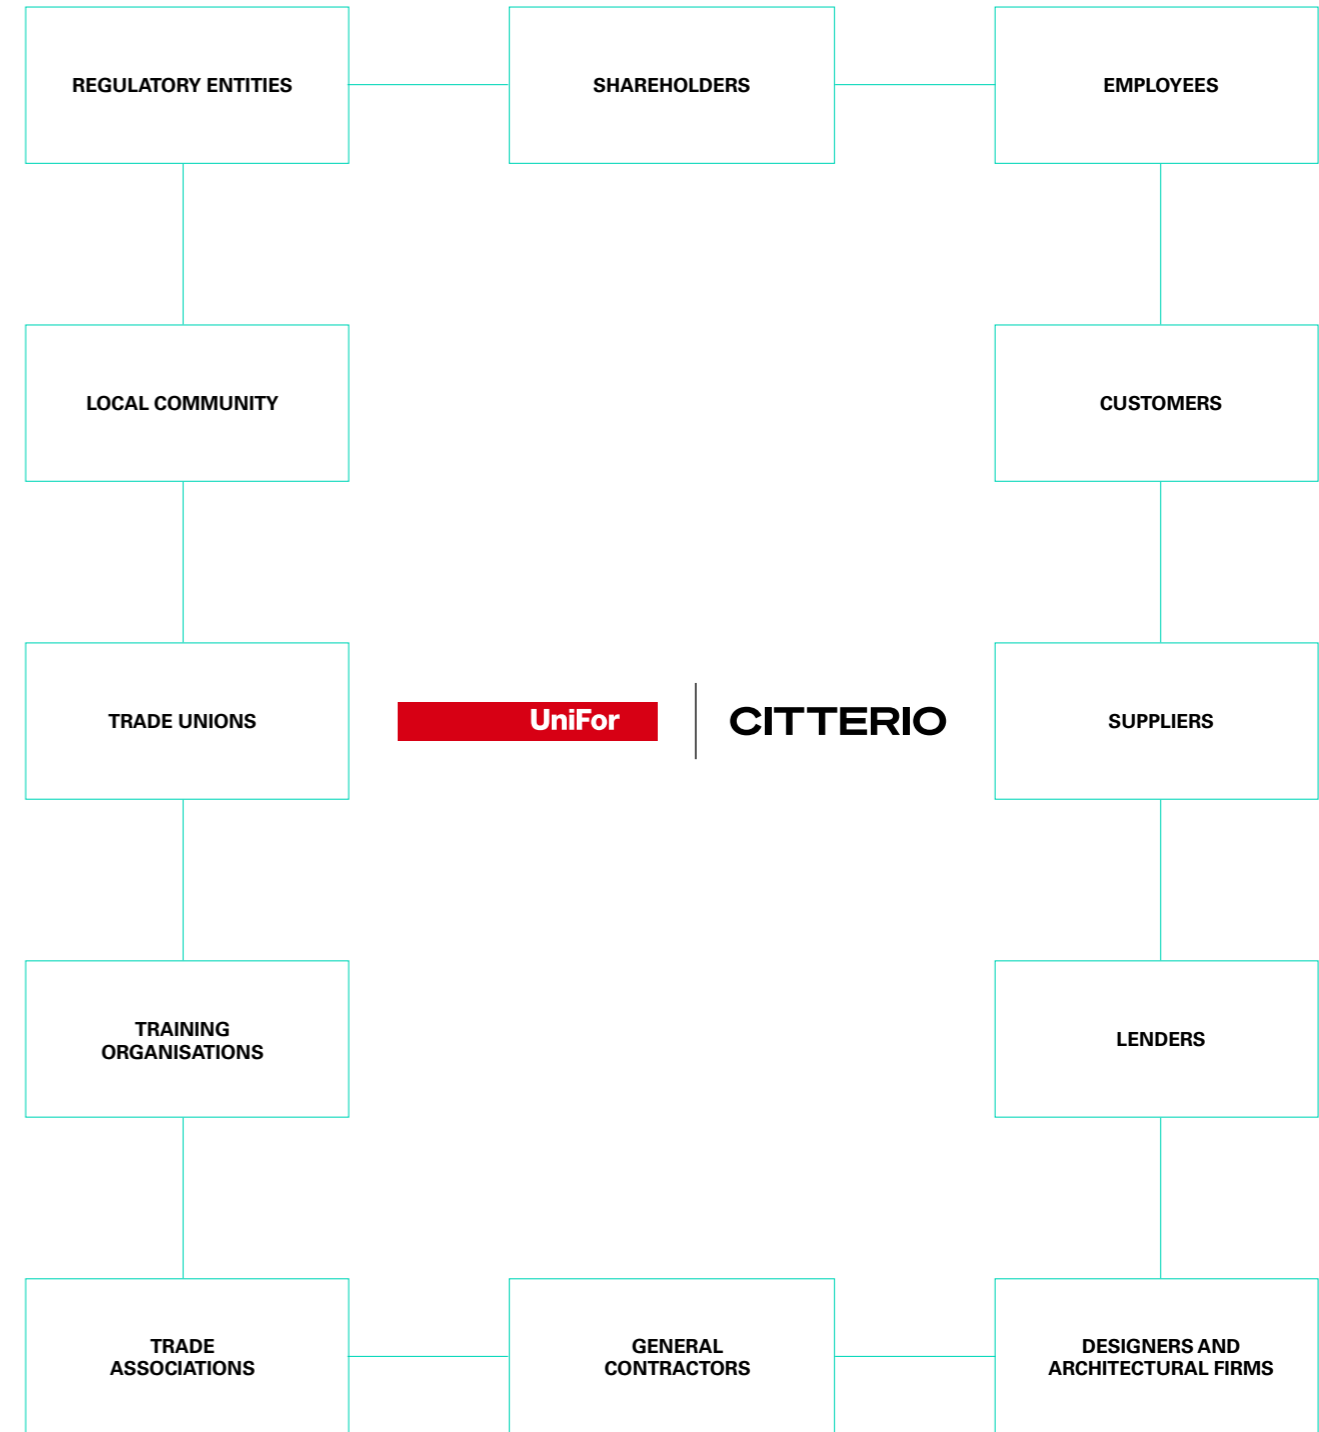 REGULATORY ENTITIES
SHAREHOLDERS
EMPLOYEES
LOCAL COMMUNITY
CUSTOMERS
TRADE UNIONS
UniFor
CITTERIO
SUPPLIERS
TRAINING
ORGANISATIONS
LENDERS
TRADE
ASSOCIATIONS
GENERAL
CONTRACTORS
DESIGNERS AND
ARCHITECTURAL FIRMS